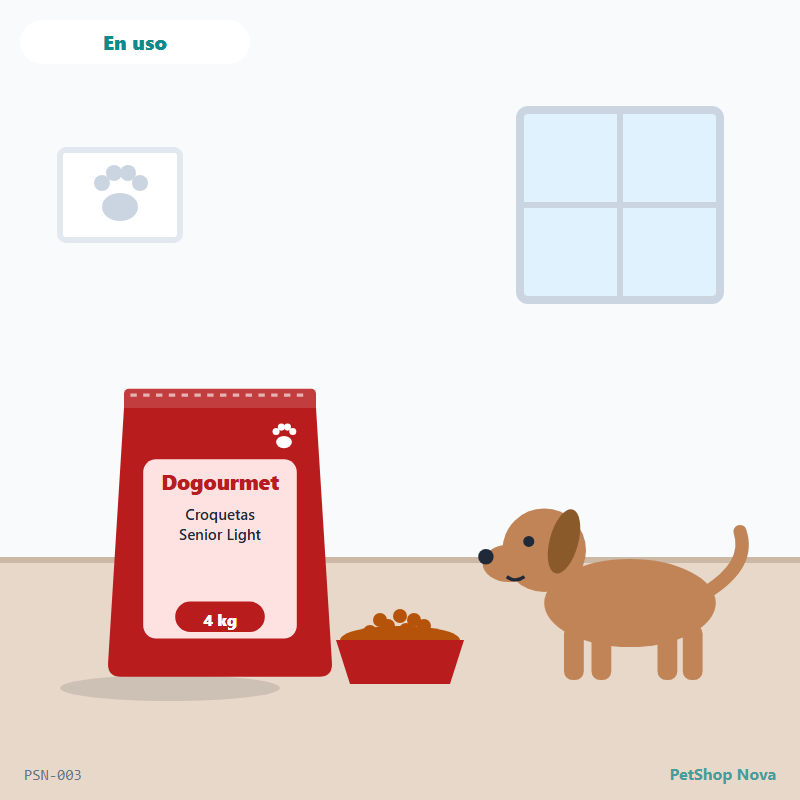 En uso
Dogourmet
Croquetas
Senior Light
4 kg
PSN-003
PetShop Nova